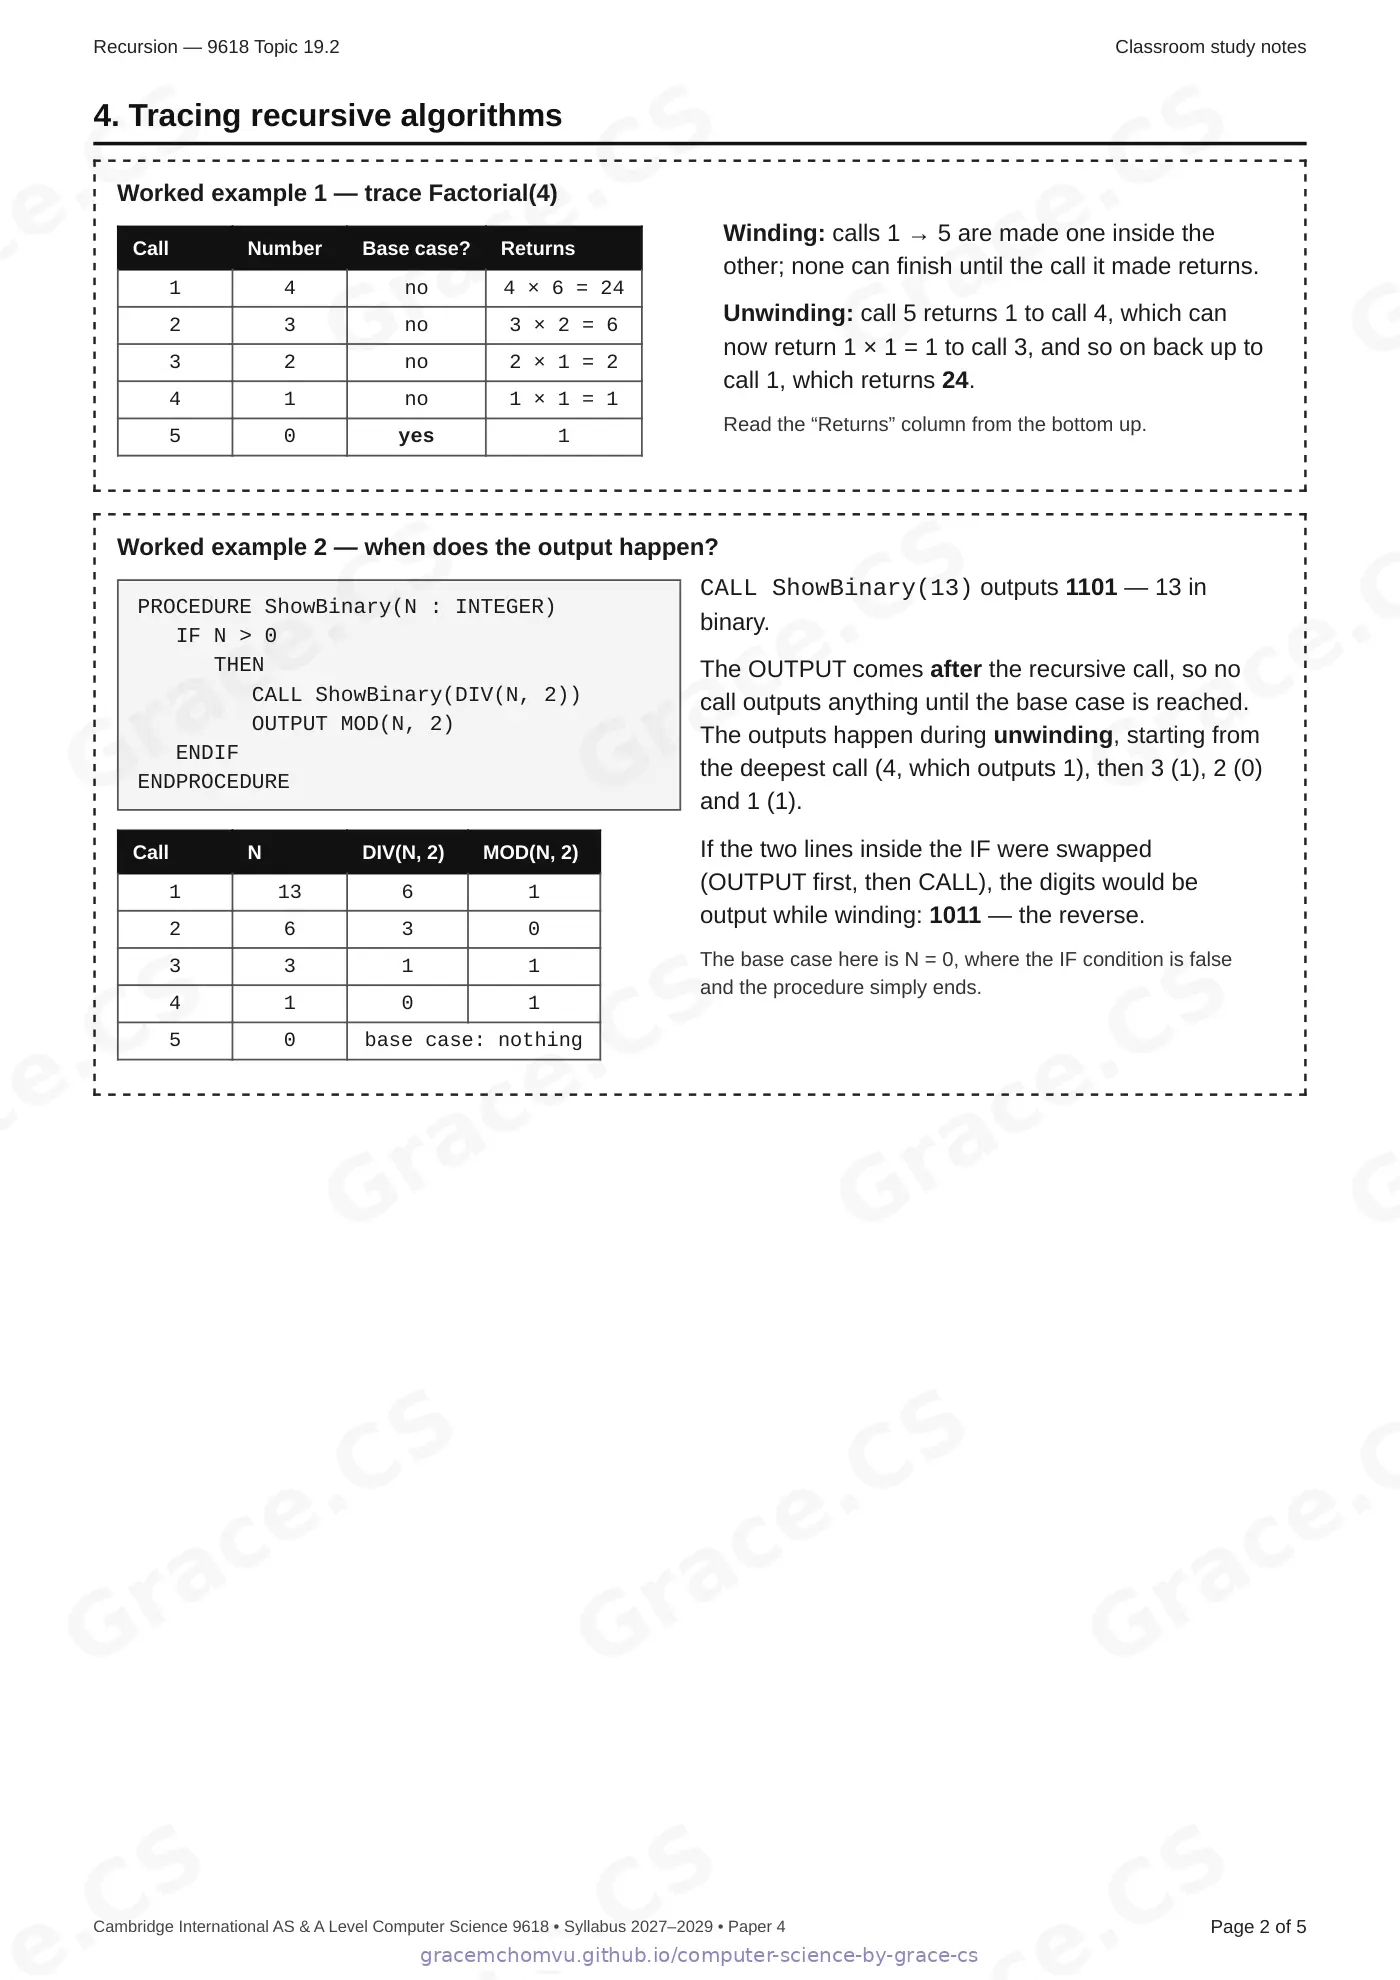 Recursion — 9618 Topic 19.2
Classroom study notes
4. Tracing recursive algorithms
Worked example 1 — trace Factorial(4)
Call Number Base case? Returns
1 4 no 4 × 6 = 24
2 3 no 3 × 2 = 6
3 2 no 2 × 1 = 2
4 1 no 1 × 1 = 1
5 0 yes 1
Winding: calls 1 → 5 are made one inside the
other; none can finish until the call it made returns.
Unwinding: call 5 returns 1 to call 4, which can
now return 1 × 1 = 1 to call 3, and so on back up to
call 1, which returns 24.
Read the “Returns” column from the bottom up.
Worked example 2 — when does the output happen?
PROCEDURE ShowBinary(N : INTEGER)
   IF N > 0
      THEN
         CALL ShowBinary(DIV(N, 2))
         OUTPUT MOD(N, 2)
   ENDIF
ENDPROCEDURE
Call N DIV(N, 2) MOD(N, 2)
1 13 6 1
2 6 3 0
3 3 1 1
4 1 0 1
5 0 base case: nothing
CALL ShowBinary(13) outputs 1101 — 13 in
binary.
The OUTPUT comes after the recursive call, so no
call outputs anything until the base case is reached.
The outputs happen during unwinding, starting from
the deepest call (4, which outputs 1), then 3 (1), 2 (0)
and 1 (1).
If the two lines inside the IF were swapped
(OUTPUT first, then CALL), the digits would be
output while winding: 1011 — the reverse.
The base case here is N = 0, where the IF condition is false
and the procedure simply ends.
Cambridge International AS & A Level Computer Science 9618 • Syllabus 2027–2029 • Paper 4
Page 2 of 5
gracemchomvu.github.io/computer-science-by-grace-cs
Grace.CS